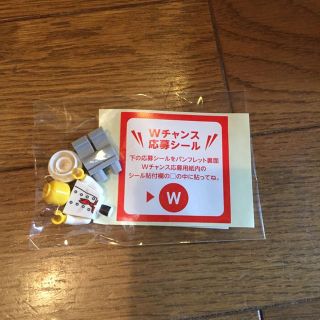 Wチャンス
応募シール
下の応募シールをパンフレット裏面
Wチャンス応募用紙内の
シール貼付欄の□の中に貼ってね。
▶W